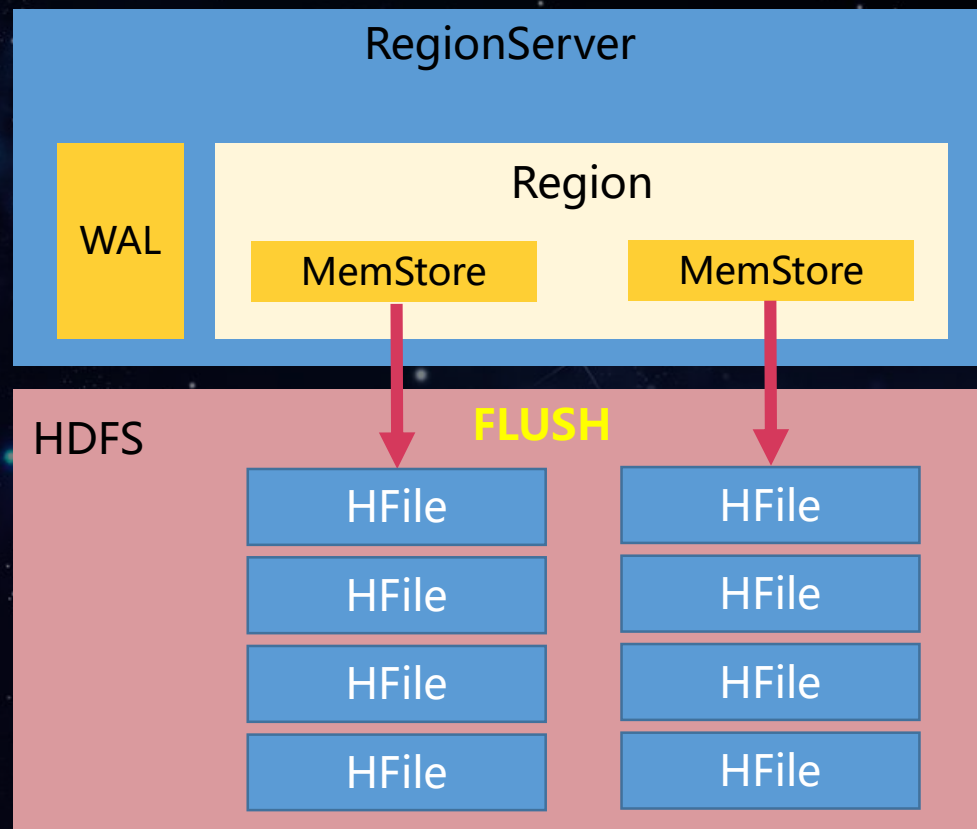 RegionServer
WAL
Region
MemStore
MemStore
HDFS
FLUSH
HFile
HFile
HFile
HFile
HFile
HFile
HFile
HFile